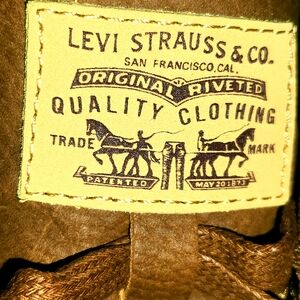 LEVI STRAUSS & CO.
SAN FRANCISCO, CAL.
ORIGINAL RIVETED
QUALITY CLOTHING
TRADE MARK
PATENTED MAY 20 1873